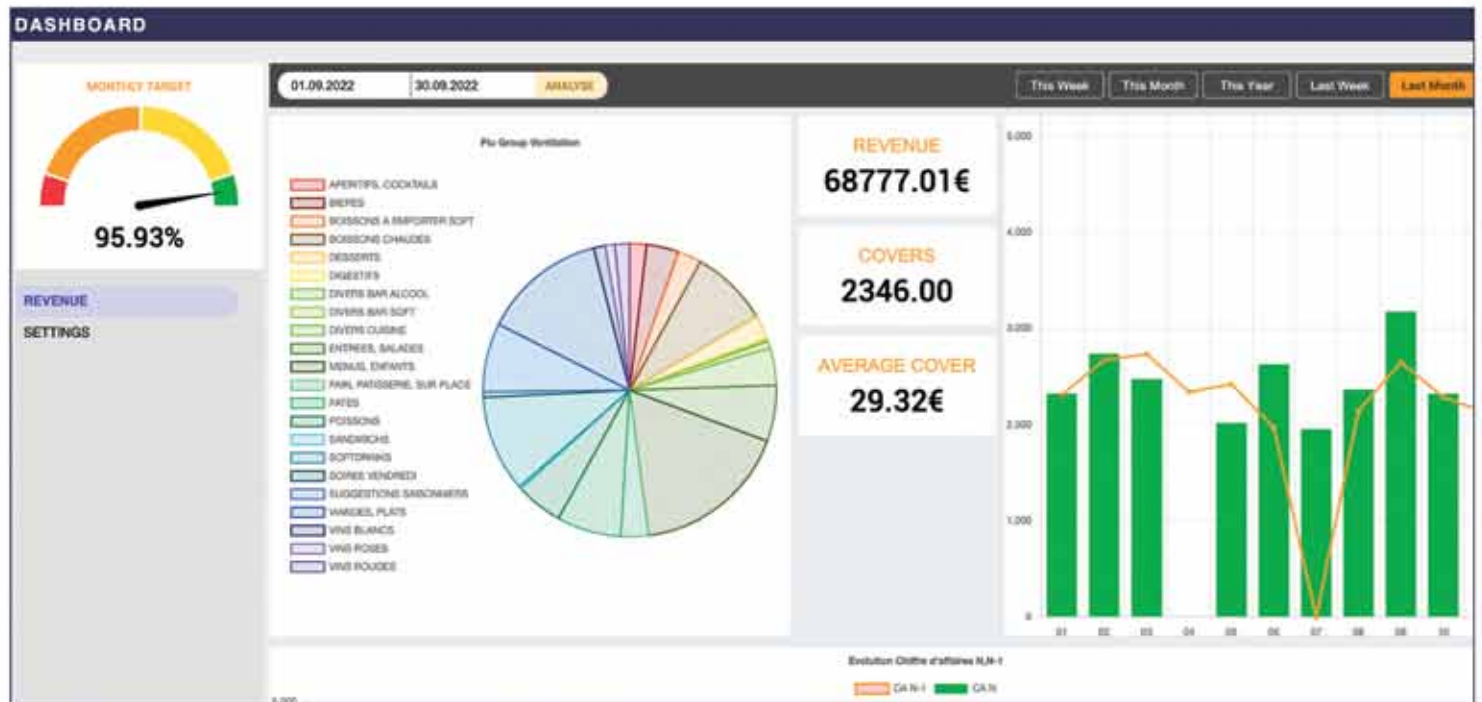 DASHBOARD
MONTHLY TARGET
95.93%
REVENUE
SETTINGS
01.09.2022 30.09.2022 ANALYSE
This Week This Month This Year Last Week Last Month
Plu Group Ventilation
APERITIFS, COCKTAILS
BIERES
BOISSONS A EMPORTER SOFT
BOISSONS CHAUDES
DESSERTS
DIGESTIFS
DIVERS BAR ALCOOL
DIVERS BAR SOFT
DIVERS CUISINE
ENTREES, SALADES
MENUS, ENFANTS
PAIN, PATISSERIE, SUR PLACE
PATES
POISSONS
SANDWICHS
SOFTDRINKS
SOIREE VENDREDI
SUGGESTIONS SAISONNIERS
VIANDES, PLATS
VINS BLANCS
VINS ROSES
VINS ROUGES
REVENUE
68777.01€
COVERS
2346.00
AVERAGE COVER
29.32€
5,000
4,000
3,000
2,000
1,000
0
01 02 03 04 05 06 07 08 09 10
Evolution Chiffre d'affaires N,N-1
CA N-1 CA N